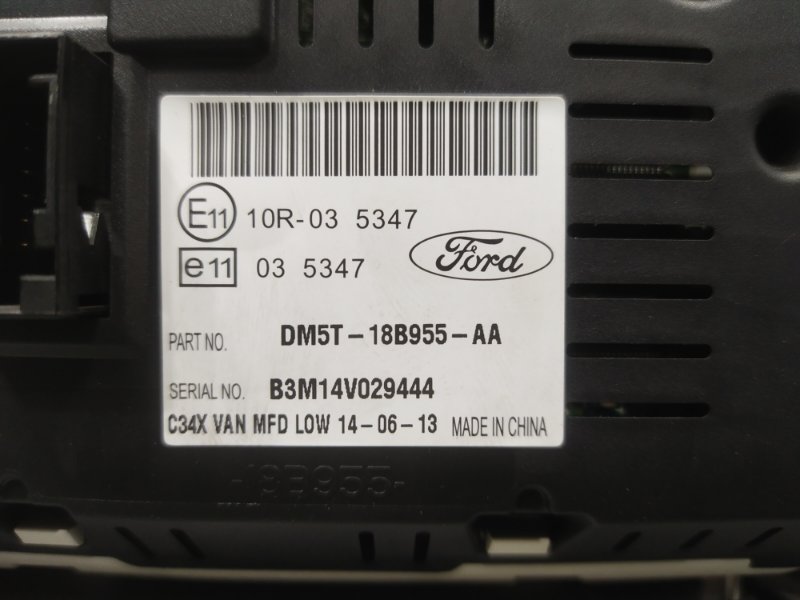 E11 10R-03 5347
e11 03 5347
Ford
PART NO. DM5T-18B955-AA
SERIAL NO. B3M14V029444
C34X VAN MFD LOW 14-06-13 MADE IN CHINA
-18B955-